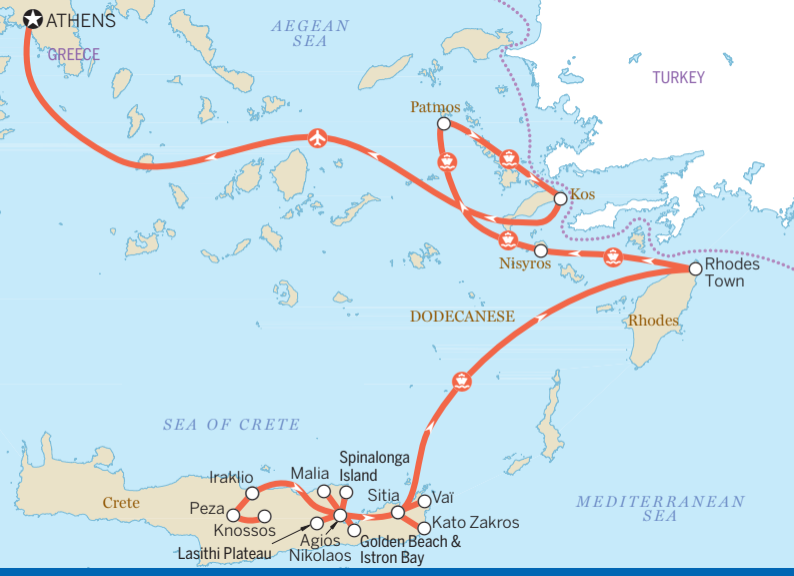 ATHENS
GREECE
AEGEAN
SEA
TURKEY
Patmos
Kos
Nisyros
Rhodes
Town
DODECANESE
Rhodes
SEA OF CRETE
Spinalonga
Island
Malia
Iraklio
Sitia
Vaï
Crete
Peza
Knossos
Kato Zakros
MEDITERRANEAN
SEA
Lasithi Plateau
Agios
Nikolaos
Golden Beach &
Istron Bay